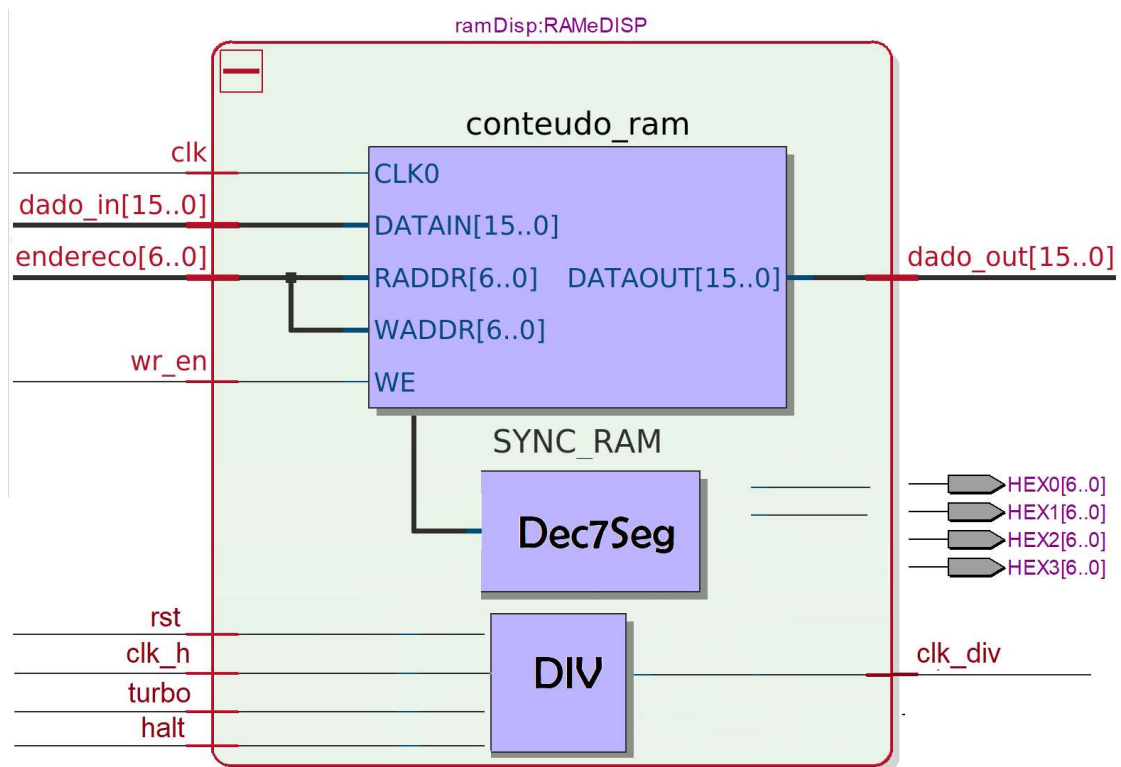 ramDisp:RAMeDISP
conteudo_ram
clk
CLK0
dado_in[15..0]
DATAIN[15..0]
endereco[6..0]
RADDR[6..0]
DATAOUT[15..0]
dado_out[15..0]
WADDR[6..0]
wr_en
WE
SYNC_RAM
Dec7Seg
HEX0[6..0]
HEX1[6..0]
HEX2[6..0]
HEX3[6..0]
rst
clk_h
turbo
halt
DIV
clk_div